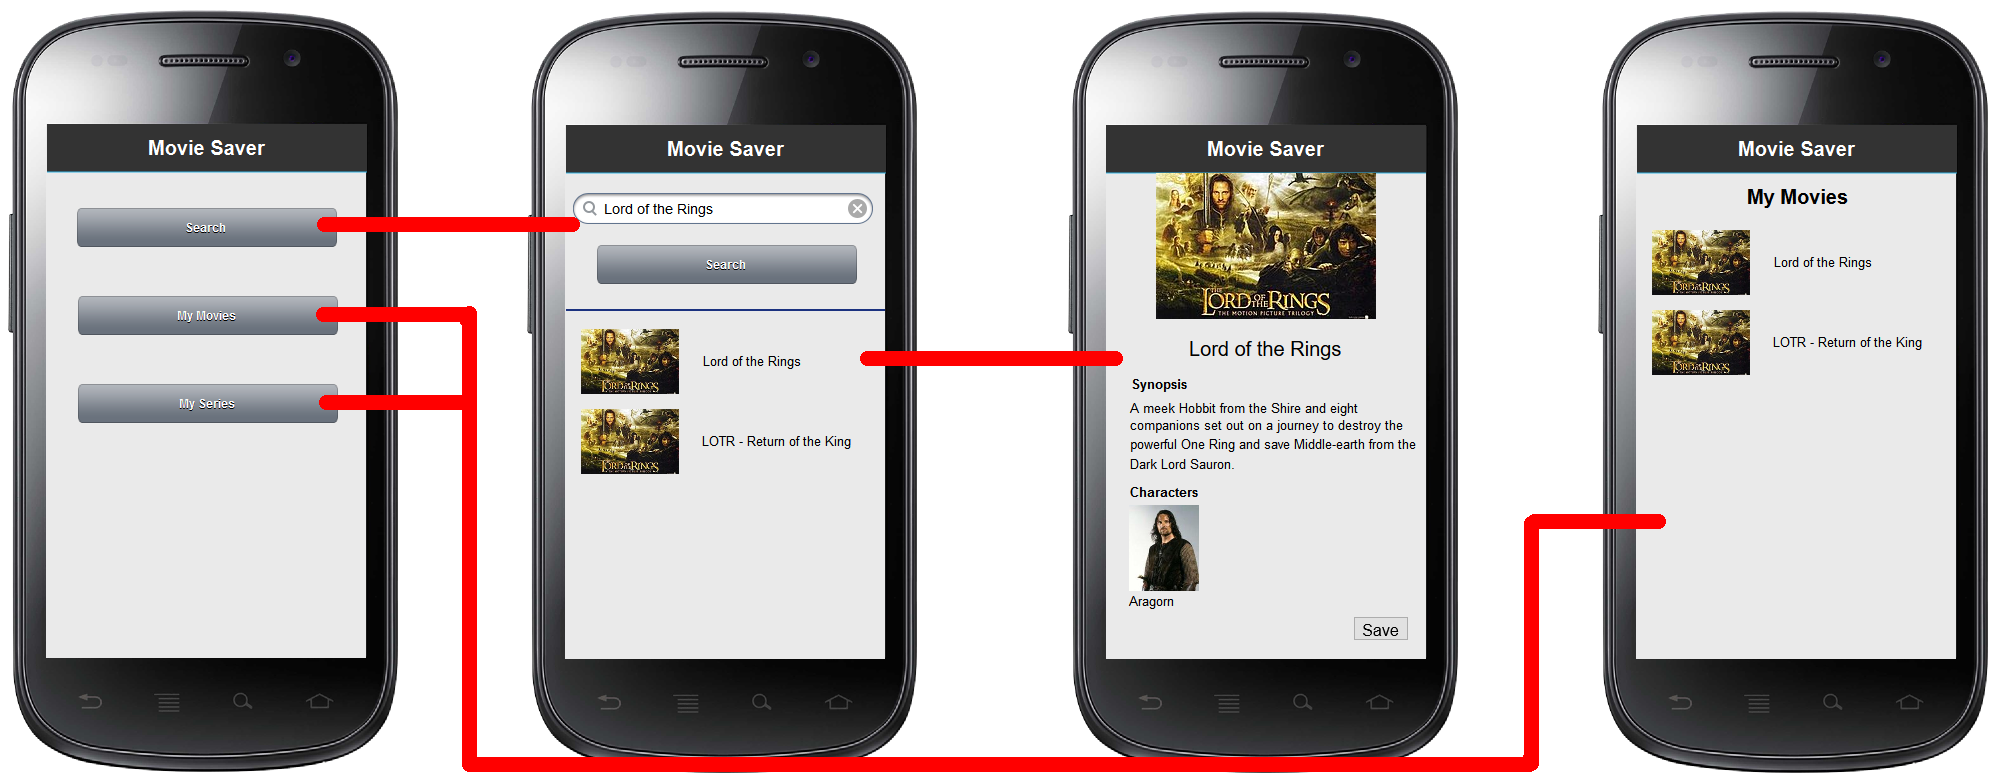 Movie Saver
Search
My Movies
My Series
Movie Saver
Lord of the Rings
Search
Lord of the Rings
LOTR - Return of the King
Movie Saver
THE LORD OF THE RINGS
THE MOTION PICTURE TRILOGY
Lord of the Rings
Synopsis
A meek Hobbit from the Shire and eight
companions set out on a journey to destroy the
powerful One Ring and save Middle-earth from the
Dark Lord Sauron.
Characters
Aragorn
Save
Movie Saver
My Movies
Lord of the Rings
LOTR - Return of the King